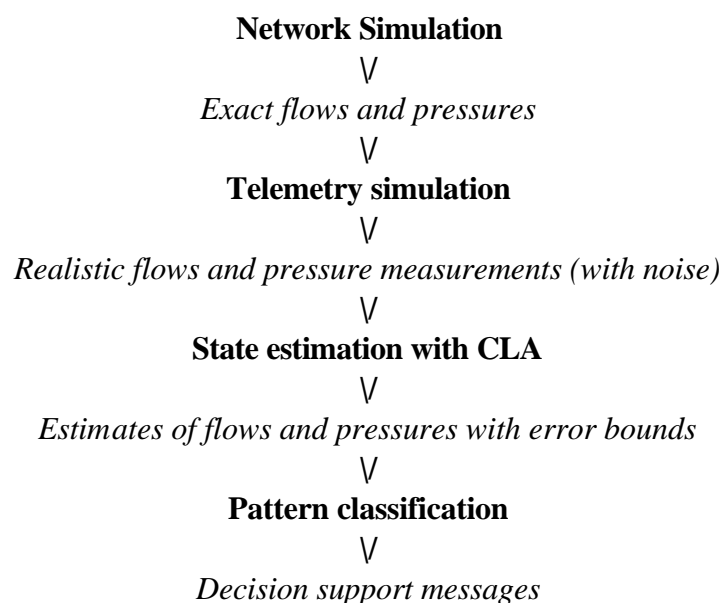 Network Simulation
\/
Exact flows and pressures
\/
Telemetry simulation
\/
Realistic flows and pressure measurements (with noise)
\/
State estimation with CLA
\/
Estimates of flows and pressures with error bounds
\/
Pattern classification
\/
Decision support messages